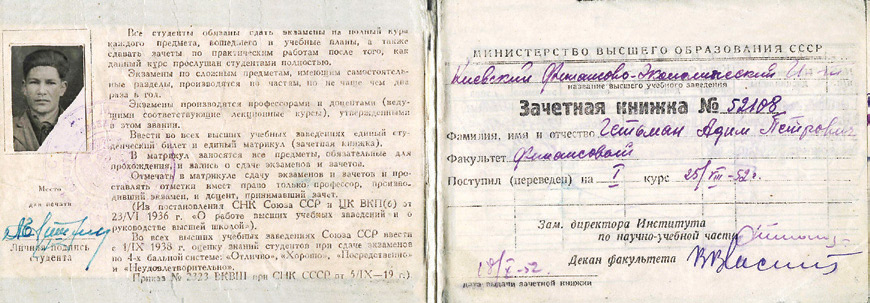 Все студенты обязаны сдать экзамены на полный курс
каждого предмета, вошедшего в учебные планы, а также
сдавать зачеты по практическим работам после того, как
данный курс прослушан студентами полностью.
Экзамены по сложным предметам, имеющим самостоятель-
ные разделы, производятся по частям, но не чаще чем два
раза в год.
Экзамены производятся профессорами и доцентами (веду-
щими соответствующие лекционные курсы), утвержденными
в этом звании.
Ввести во всех высших учебных заведениях единый сту-
денческий билет и единый матрикул (зачетная книжка).
В матрикул заносятся все предметы, обязательные для
прохождения, и запись о сдаче экзаменов и зачетов.
Отмечать в матрикуле сдачу экзаменов и зачетов и про-
ставлять отметки имеет право только профессор, произво-
дивший экзамен, и доцент, принимавший зачет.
(Из постановления СНК Союза ССР и ЦК ВКП(б) от
23/VI 1936 г. «О работе высших учебных заведений и о
руководстве высшей школой»).
Во всех высших учебных заведениях Союза ССР ввести
с 1/IX 1938 г. оценку знаний студентов при сдаче экзаменов
по 4-х бальной системе: «Отлично», «Хорошо», «Посредственно»
и «Неудовлетворительно».
Приказ № 2323 ВКВШ при СНК СССР от 5/IX—19 г.)
Место
для печати
Личная подпись
студента
МИНИСТЕРСТВО ВЫСШЕГО ОБРАЗОВАНИЯ СССР
Киевский Финансово-Экономический Ин-т
название высшего учебного заведения
Зачетная книжка № 52108
Фамилия, имя и отчество Адим Петрович
Факультет Финансовый
Поступил (переведен) на I курс 25/VIII-52г.
Зам. директора Института
по научно-учебной части
18/X-52.
Декан факультета
дата выдачи зачетной книжки